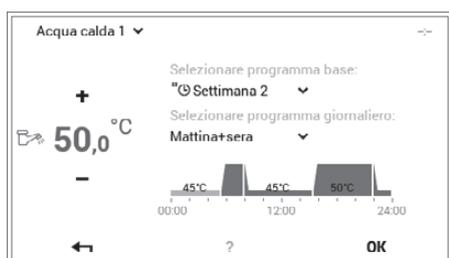 Acqua calda 1
-:-
Selezionare programma base:
Settimana 2
+
Selezionare programma giornaliero:
50,0 °C
Mattina+sera
−
45°C 45°C 50°C
00:00 12:00 24:00
? OK